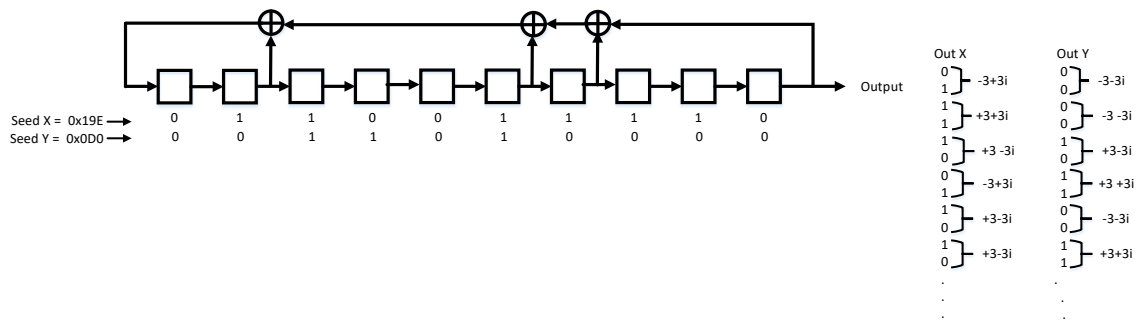 Out X Out Y
Output
Seed X = 0x19E 0 1 1 0 0 1 1 1 1 0
Seed Y = 0x0D0 0 0 1 1 0 1 0 0 0 0
0 0
-3+3i -3-3i
1 0
1 0
+3+3i -3 -3i
1 0
1 1
+3 -3i +3-3i
0 0
0 1
-3+3i +3 +3i
1 1
1 0
+3-3i -3-3i
0 0
1 1
+3-3i +3+3i
0 1
. .
. .
. .